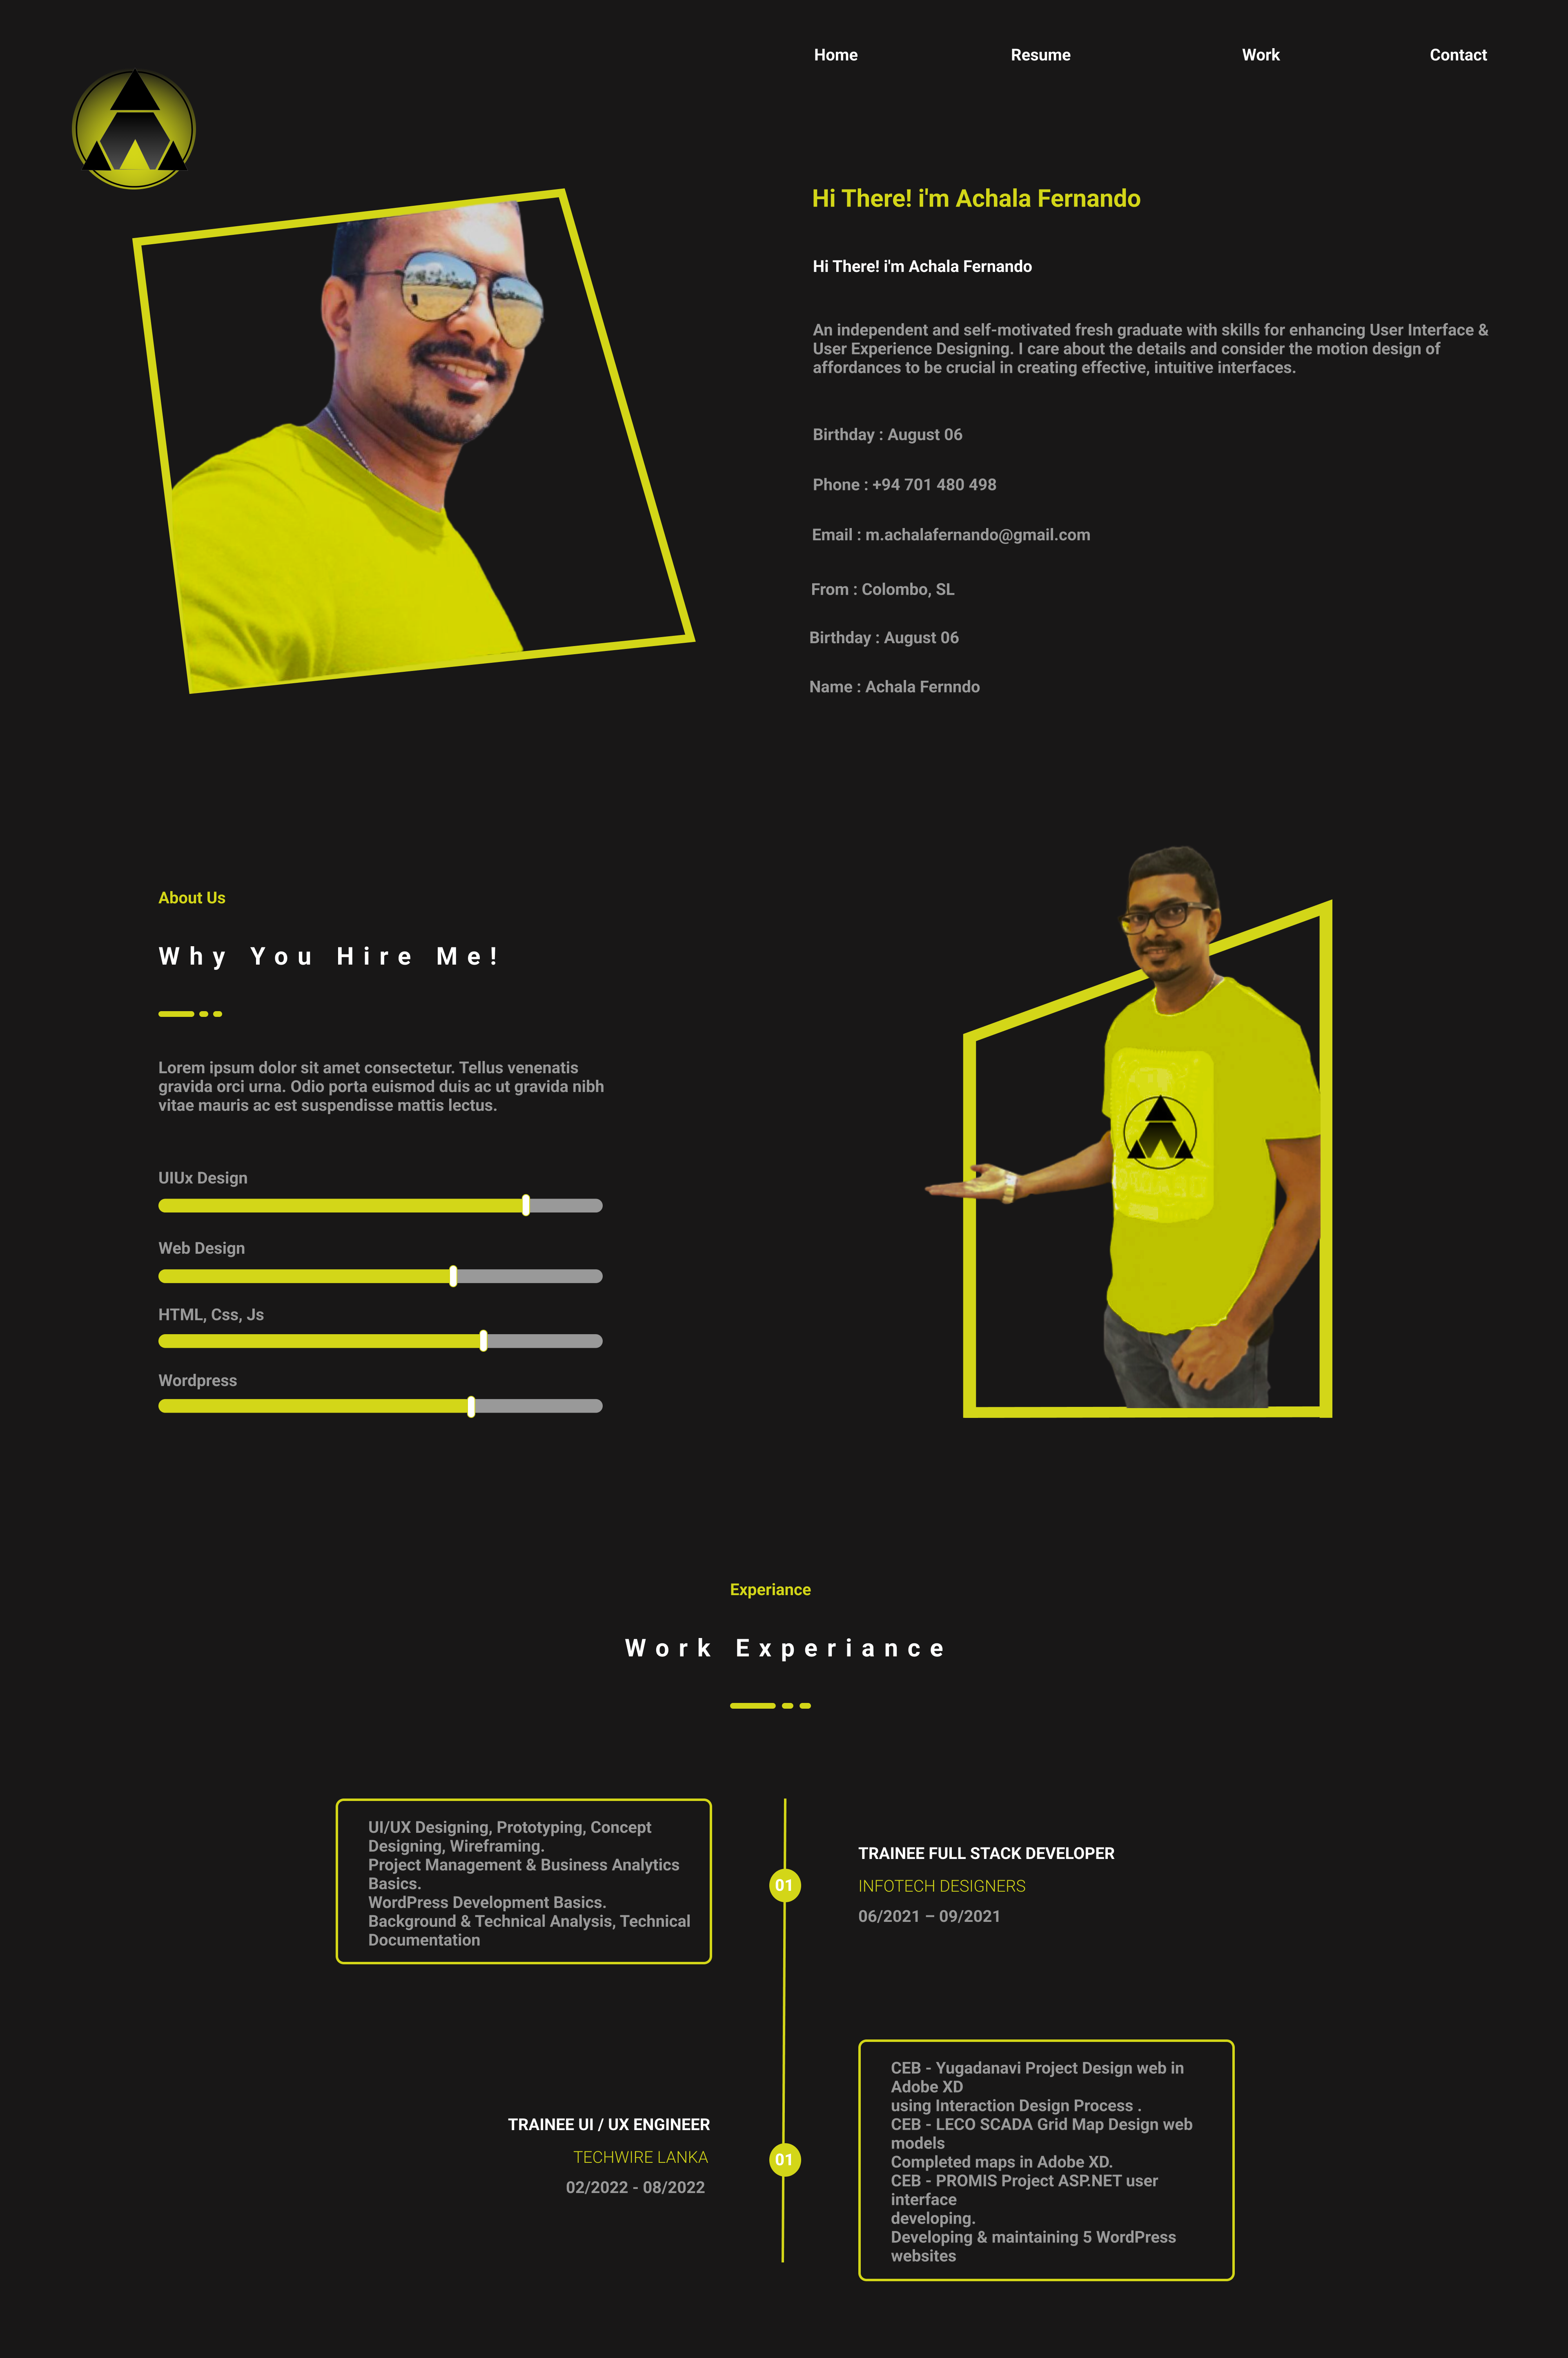 Home
Resume
Work
Contact
Hi There! i'm Achala Fernando
Hi There! i'm Achala Fernando
An independent and self-motivated fresh graduate with skills for enhancing User Interface &
User Experience Designing. I care about the details and consider the motion design of
affordances to be crucial in creating effective, intuitive interfaces.
Birthday : August 06
Phone : +94 701 480 498
Email : m.achalafernando@gmail.com
From : Colombo, SL
Birthday : August 06
Name : Achala Fernndo
About Us
Why You Hire Me!
Lorem ipsum dolor sit amet consectetur. Tellus venenatis
gravida orci urna. Odio porta euismod duis ac ut gravida nibh
vitae mauris ac est suspendisse mattis lectus.
UIUx Design
Web Design
HTML, Css, Js
Wordpress
Experiance
Work Experiance
UI/UX Designing, Prototyping, Concept
Designing, Wireframing.
Project Management & Business Analytics
Basics.
WordPress Development Basics.
Background & Technical Analysis, Technical
Documentation
01
TRAINEE FULL STACK DEVELOPER
INFOTECH DESIGNERS
06/2021 – 09/2021
TRAINEE UI / UX ENGINEER
TECHWIRE LANKA
02/2022 - 08/2022
01
CEB - Yugadanavi Project Design web in
Adobe XD
using Interaction Design Process .
CEB - LECO SCADA Grid Map Design web
models
Completed maps in Adobe XD.
CEB - PROMIS Project ASP.NET user
interface
developing.
Developing & maintaining 5 WordPress
websites